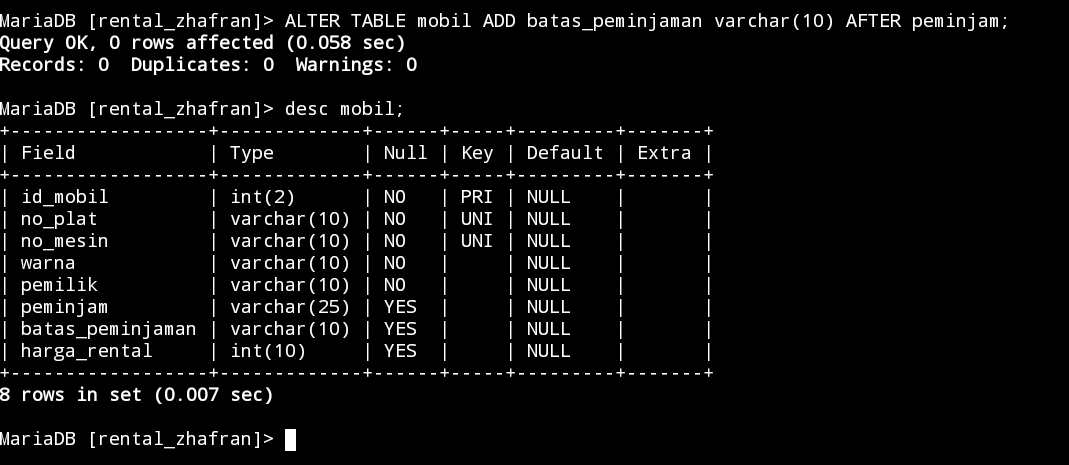 MariaDB [rental_zhafran]> ALTER TABLE mobil ADD batas_peminjaman varchar(10) AFTER peminjam;
Query OK, 0 rows affected (0.058 sec)
Records: 0  Duplicates: 0  Warnings: 0
MariaDB [rental_zhafran]> desc mobil;
+------------------+-------------+------+-----+---------+-------+
| Field            | Type        | Null | Key | Default | Extra |
+------------------+-------------+------+-----+---------+-------+
| id_mobil         | int(2)      | NO   | PRI | NULL    |       |
| no_plat          | varchar(10) | NO   | UNI | NULL    |       |
| no_mesin         | varchar(10) | NO   | UNI | NULL    |       |
| warna            | varchar(10) | NO   |     | NULL    |       |
| pemilik          | varchar(10) | NO   |     | NULL    |       |
| peminjam         | varchar(25) | YES  |     | NULL    |       |
| batas_peminjaman | varchar(10) | YES  |     | NULL    |       |
| harga_rental     | int(10)     | YES  |     | NULL    |       |
+------------------+-------------+------+-----+---------+-------+
8 rows in set (0.007 sec)
MariaDB [rental_zhafran]>